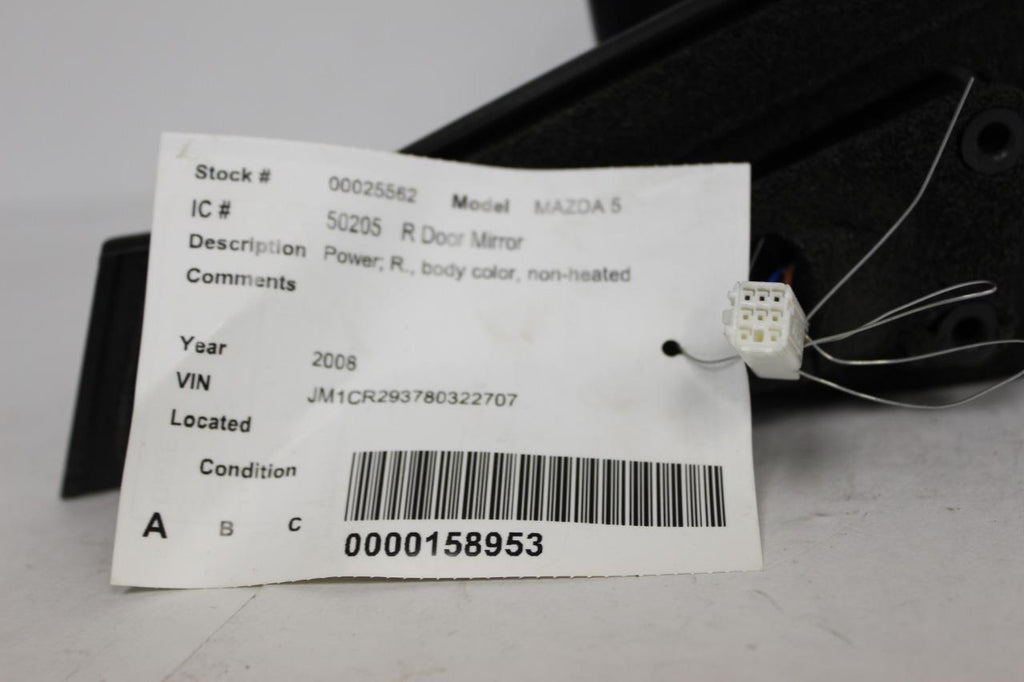 Stock # 00025562 Model MAZDA 5
IC # 50205 R Door Mirror
Description Power; R., body color, non-heated
Comments
Year 2008
VIN JM1CR293780322707
Located
Condition
A B C
0000158953